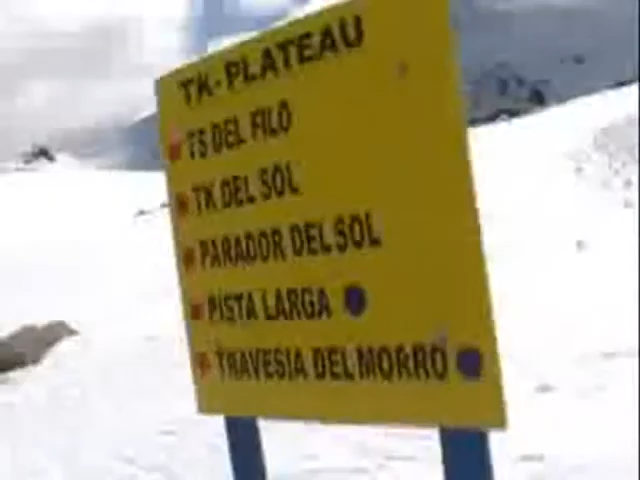 TK-PLATEAU
TS DEL FILO
TK DEL SOL
PARADOR DEL SOL
PISTA LARGA
TRAVESIA DEL MORRO